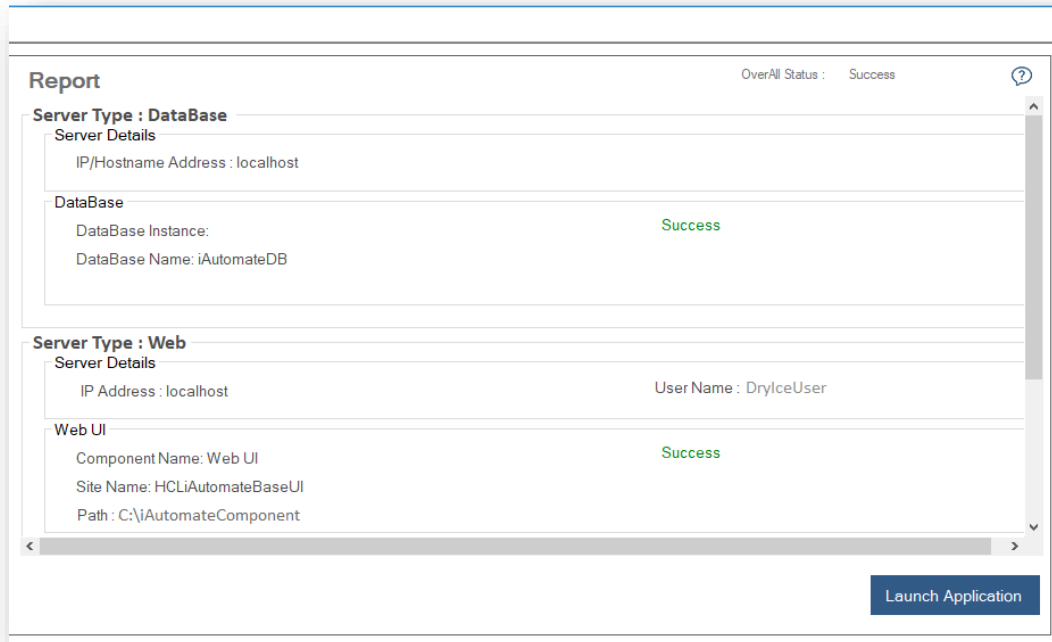 Report
OverAll Status : Success
?
Server Type : DataBase
Server Details
IP/Hostname Address : localhost
DataBase
DataBase Instance:
Success
DataBase Name: iAutomateDB
Server Type : Web
Server Details
IP Address : localhost
User Name : DryIceUser
Web UI
Component Name: Web UI
Success
Site Name: HCLiAutomateBaseUI
Path : C:\iAutomateComponent
Launch Application